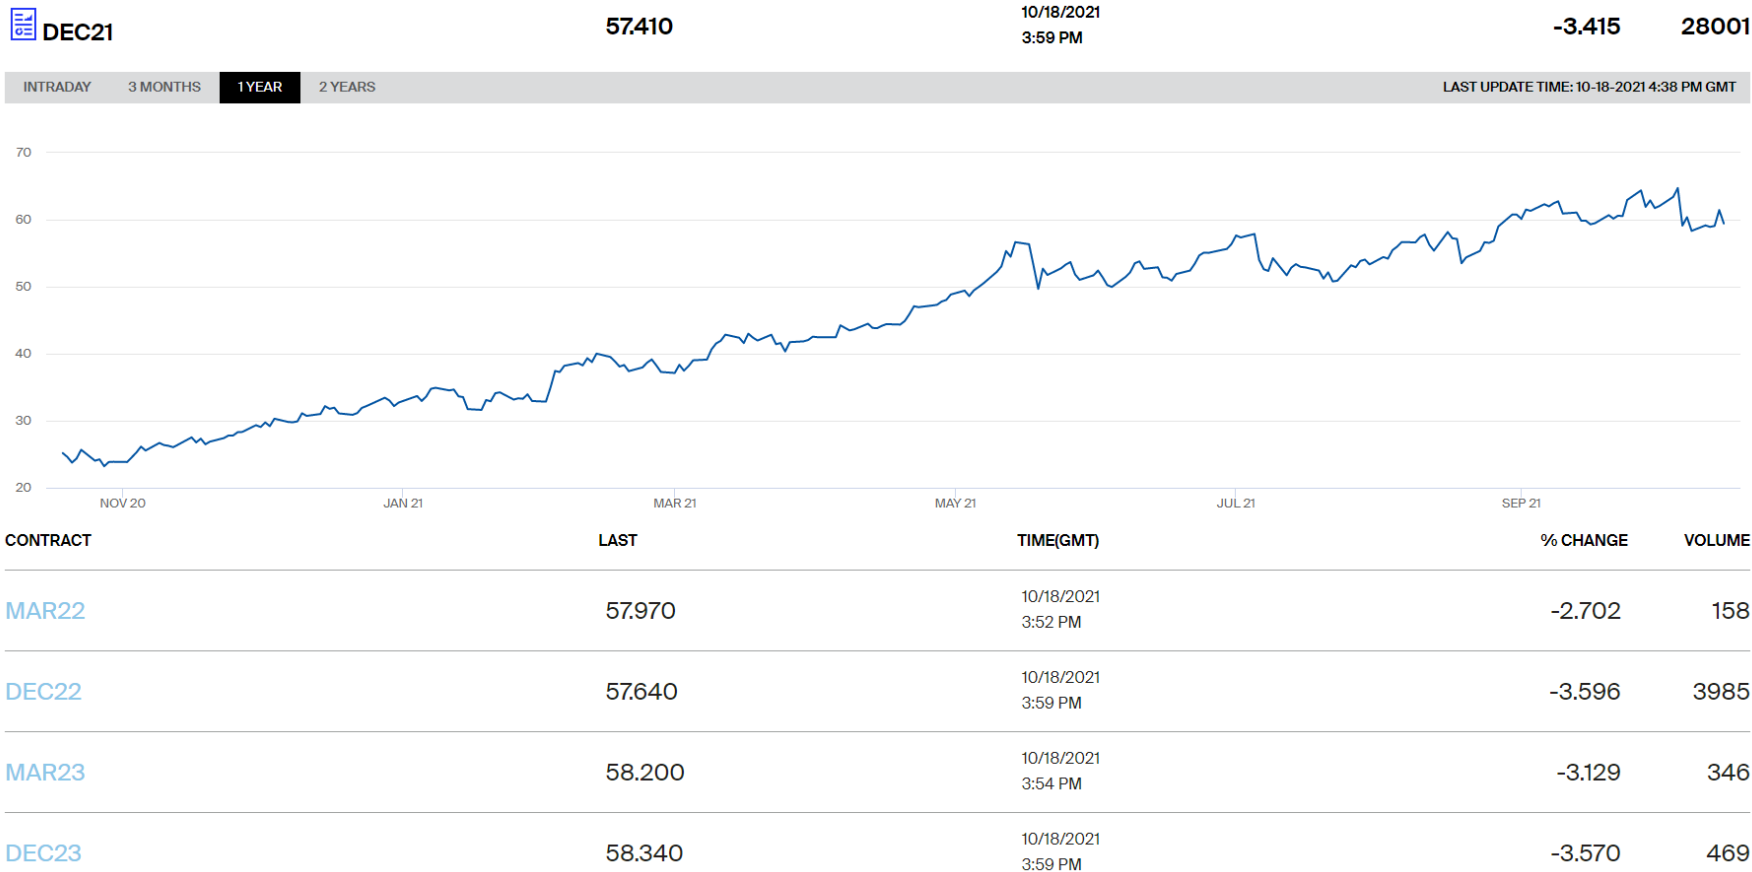 DEC21 57.410 10/18/2021 3:59 PM -3.415 28001
INTRADAY 3 MONTHS 1 YEAR 2 YEARS LAST UPDATE TIME: 10-18-2021 4:38 PM GMT
70
60
50
40
30
20
NOV 20 JAN 21 MAR 21 MAY 21 JUL 21 SEP 21
CONTRACT LAST TIME(GMT) % CHANGE VOLUME
MAR22 57.970 10/18/2021 3:52 PM -2.702 158
DEC22 57.640 10/18/2021 3:59 PM -3.596 3985
MAR23 58.200 10/18/2021 3:54 PM -3.129 346
DEC23 58.340 10/18/2021 3:59 PM -3.570 469